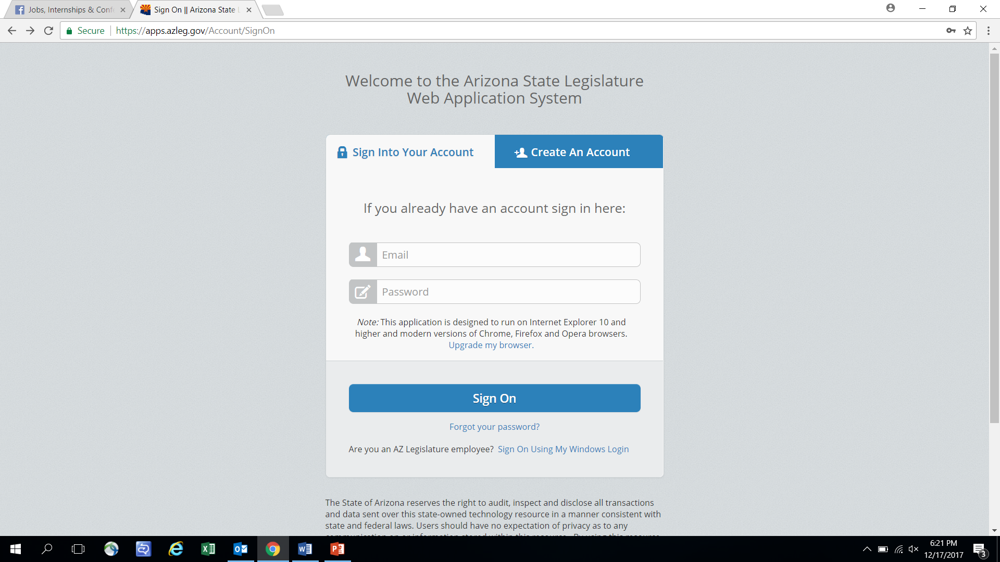 Jobs, Internships & Conf
Sign On || Arizona State L
Secure
https://apps.azleg.gov/Account/SignOn
Welcome to the Arizona State Legislature
Web Application System
Sign Into Your Account
Create An Account
If you already have an account sign in here:
Email
Password
Note: This application is designed to run on Internet Explorer 10 and
higher and modern versions of Chrome, Firefox and Opera browsers.
Upgrade my browser.
Sign On
Forgot your password?
Are you an AZ Legislature employee? Sign On Using My Windows Login
The State of Arizona reserves the right to audit, inspect and disclose all transactions
and data sent over this state-owned technology resource in a manner consistent with
state and federal laws. Users should have no expectation of privacy as to any
6:21 PM
12/17/2017
3